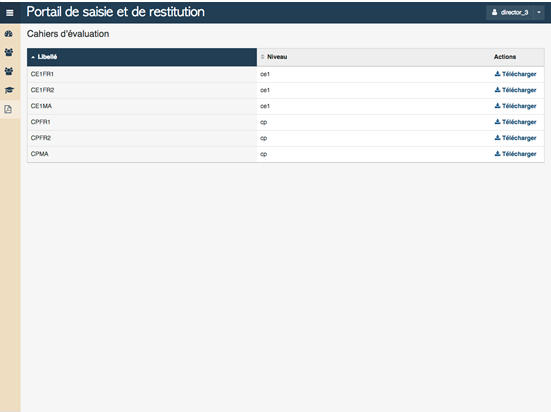 Portail de saisie et de restitution
director_3
Cahiers d'évaluation
Libellé Niveau Actions
CE1FR1 ce1 Télécharger
CE1FR2 ce1 Télécharger
CE1MA ce1 Télécharger
CPFR1 cp Télécharger
CPFR2 cp Télécharger
CPMA cp Télécharger